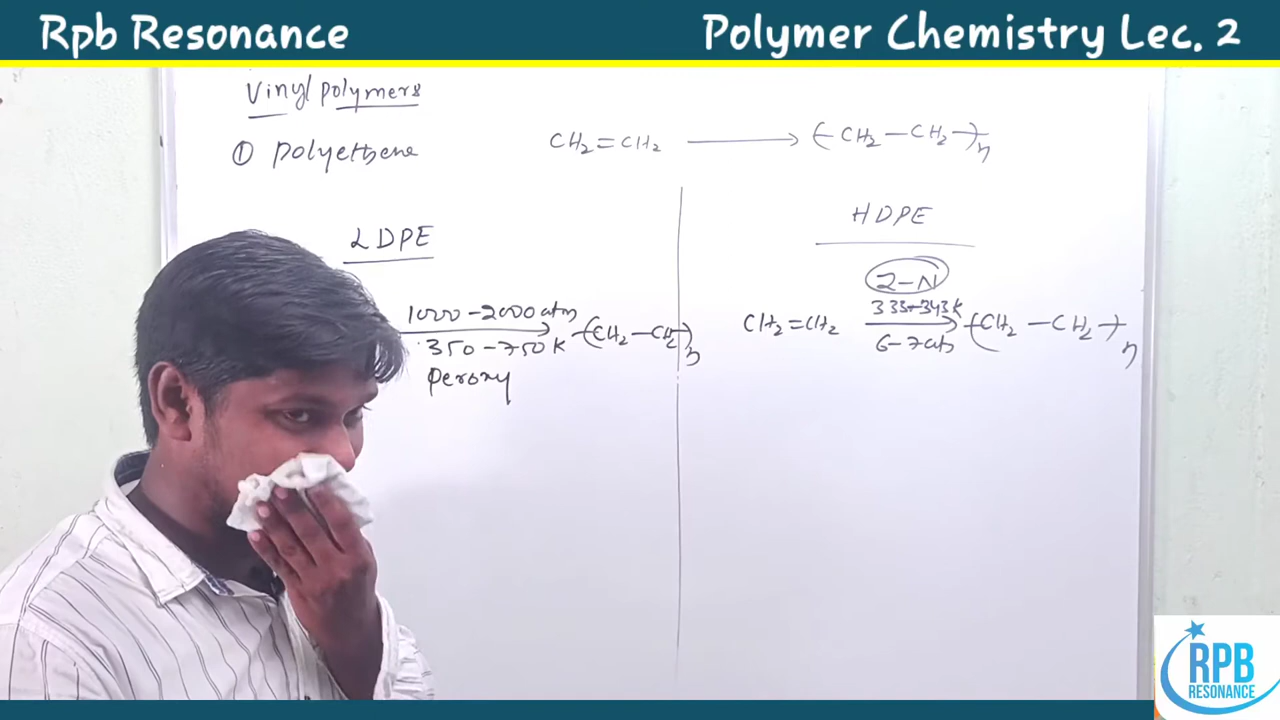 Rpb Resonance
Polymer Chemistry Lec. 2
Vinyl polymers
① polyethene
CH₂=CH₂ ⟶ (CH₂—CH₂)n
LDPE
1000-2000 atm
350-750 K
Peroxy
(CH₂—CH₂)n
HDPE
Z-N
CH₂=CH₂
333-343 K
6-7 atm
(CH₂—CH₂)n
RPB
RESONANCE